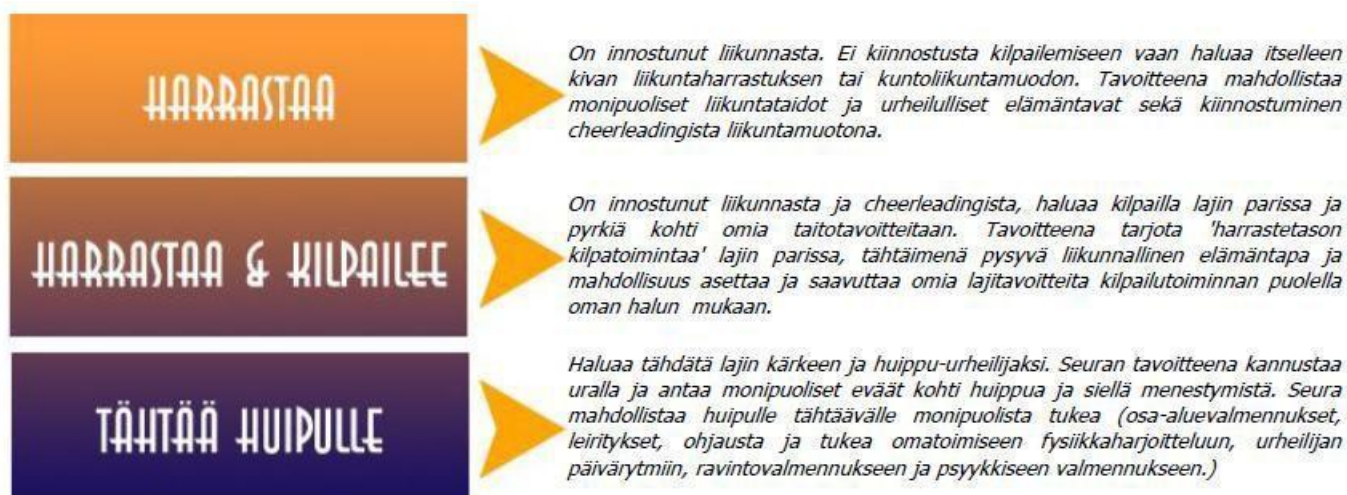 HARRASTAA
On innostunut liikunnasta. Ei kiinnostusta kilpailemiseen vaan haluaa itselleen
kivan liikuntaharrastuksen tai kuntoliikuntamuodon. Tavoitteena mahdollistaa
monipuoliset liikuntataidot ja urheilulliset elämäntavat sekä kiinnostuminen
cheerleadingista liikuntamuotona.
HARRASTAA & KILPAILEE
On innostunut liikunnasta ja cheerleadingista, haluaa kilpailla lajin parissa ja
pyrkiä kohti omia taitotavoitteitaan. Tavoitteena tarjota 'harrastetason
kilpatoimintaa' lajin parissa, tähtäimenä pysyvä liikunnallinen elämäntapa ja
mahdollisuus asettaa ja saavuttaa omia lajitavoitteita kilpailutoiminnan puolella
oman halun mukaan.
TÄHTÄÄ HUIPULLE
Haluaa tähdätä lajin kärkeen ja huippu-urheilijaksi. Seuran tavoitteena kannustaa
uralla ja antaa monipuoliset eväät kohti huippua ja siellä menestymistä. Seura
mahdollistaa huipulle tähtäävälle monipuolista tukea (osa-aluevalmennukset,
leiritykset, ohjausta ja tukea omatoimiseen fysiikkaharjoitteluun, urheilijan
päivärytmiin, ravintovalmennukseen ja psyykkiseen valmennukseen.)